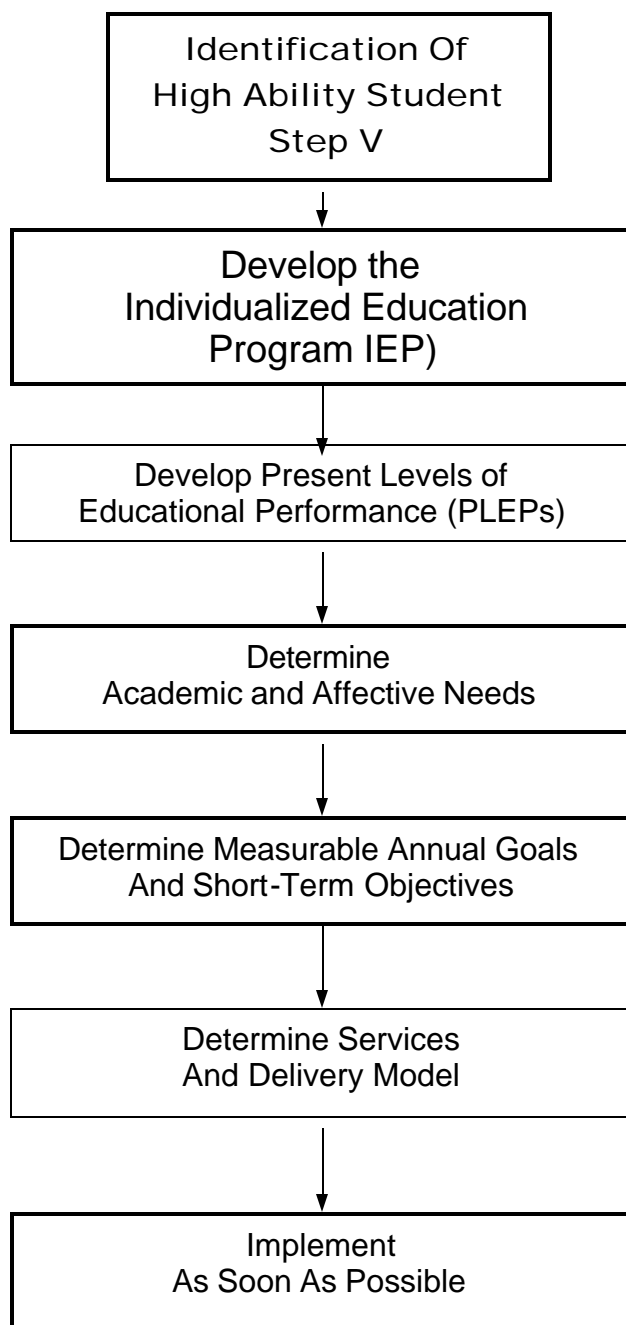 Identification Of
High Ability Student
Step V
Develop the
Individualized Education
Program IEP)
Develop Present Levels of
Educational Performance (PLEPs)
Determine
Academic and Affective Needs
Determine Measurable Annual Goals
And Short-Term Objectives
Determine Services
And Delivery Model
Implement
As Soon As Possible